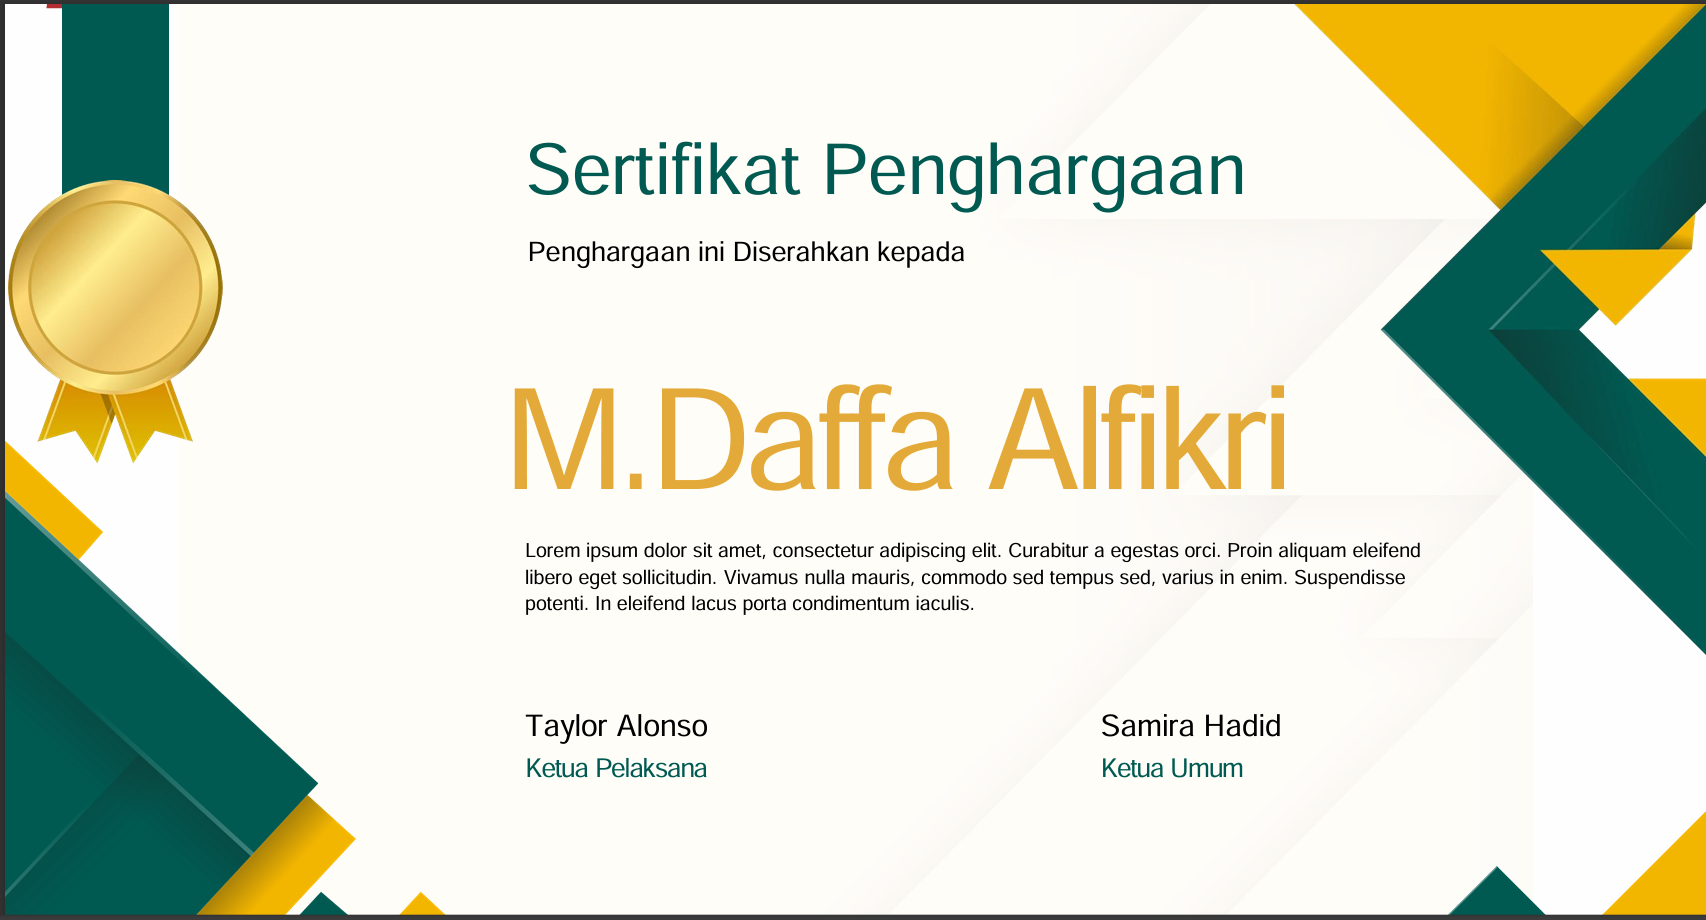 Sertifikat Penghargaan
Penghargaan ini Diserahkan kepada
M.Daffa Alfikri
Lorem ipsum dolor sit amet, consectetur adipiscing elit. Curabitur a egestas orci. Proin aliquam eleifend
libero eget sollicitudin. Vivamus nulla mauris, commodo sed tempus sed, varius in enim. Suspendisse
potenti. In eleifend lacus porta condimentum iaculis.
Taylor Alonso
Ketua Pelaksana
Samira Hadid
Ketua Umum